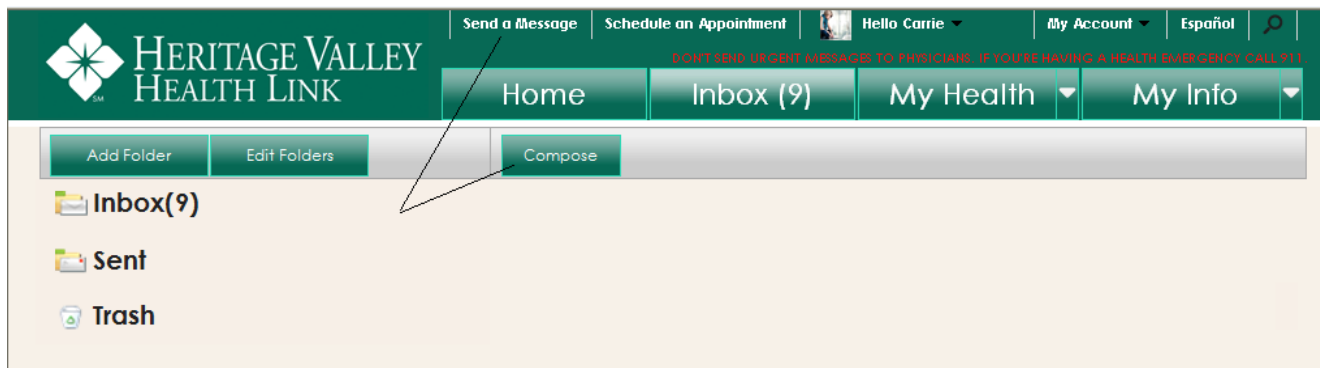 Send a Message Schedule an Appointment Hello Carrie My Account Español
DON'T SEND URGENT MESSAGES TO PHYSICIANS. IF YOU'RE HAVING A HEALTH EMERGENCY CALL 911
HERITAGE VALLEY
HEALTH LINK
SM
Home Inbox (9) My Health My Info
Add Folder Edit Folders Compose
Inbox(9)
Sent
Trash